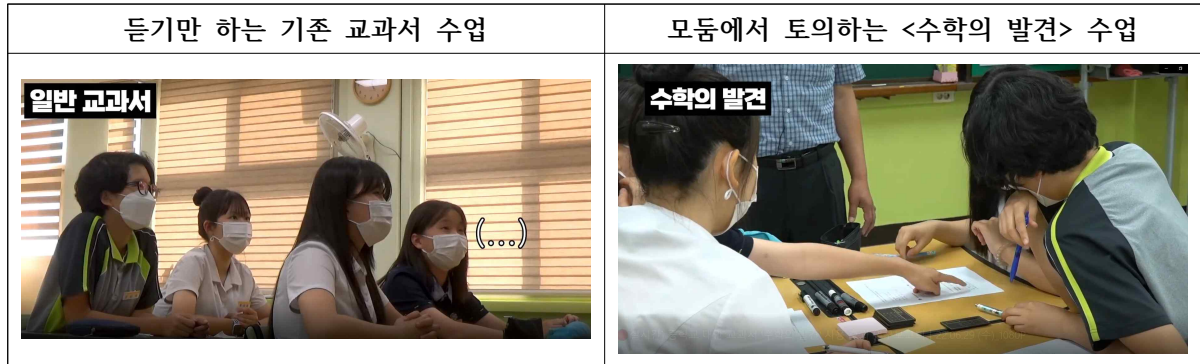 듣기만 하는 기존 교과서 수업
모둠에서 토의하는 <수학의 발견> 수업
일반 교과서
(...)
수학의 발견